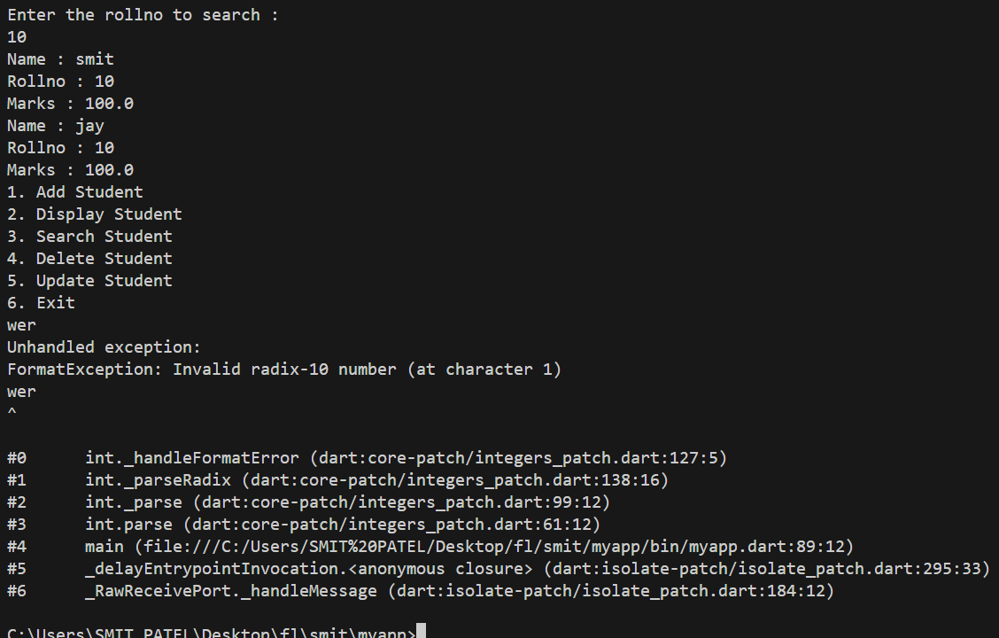 Enter the rollno to search :
10
Name : smit
Rollno : 10
Marks : 100.0
Name : jay
Rollno : 10
Marks : 100.0
1. Add Student
2. Display Student
3. Search Student
4. Delete Student
5. Update Student
6. Exit
wer
Unhandled exception:
FormatException: Invalid radix-10 number (at character 1)
wer
^
#0      int._handleFormatError (dart:core-patch/integers_patch.dart:127:5)
#1      int._parseRadix (dart:core-patch/integers_patch.dart:138:16)
#2      int._parse (dart:core-patch/integers_patch.dart:99:12)
#3      int.parse (dart:core-patch/integers_patch.dart:61:12)
#4      main (file:///C:/Users/SMIT%20PATEL/Desktop/fl/smit/myapp/bin/myapp.dart:89:12)
#5      _delayEntrypointInvocation.<anonymous closure> (dart:isolate-patch/isolate_patch.dart:295:33)
#6      _RawReceivePort._handleMessage (dart:isolate-patch/isolate_patch.dart:184:12)
C:\Users\SMIT PATEL\Desktop\fl\smit\myapp>